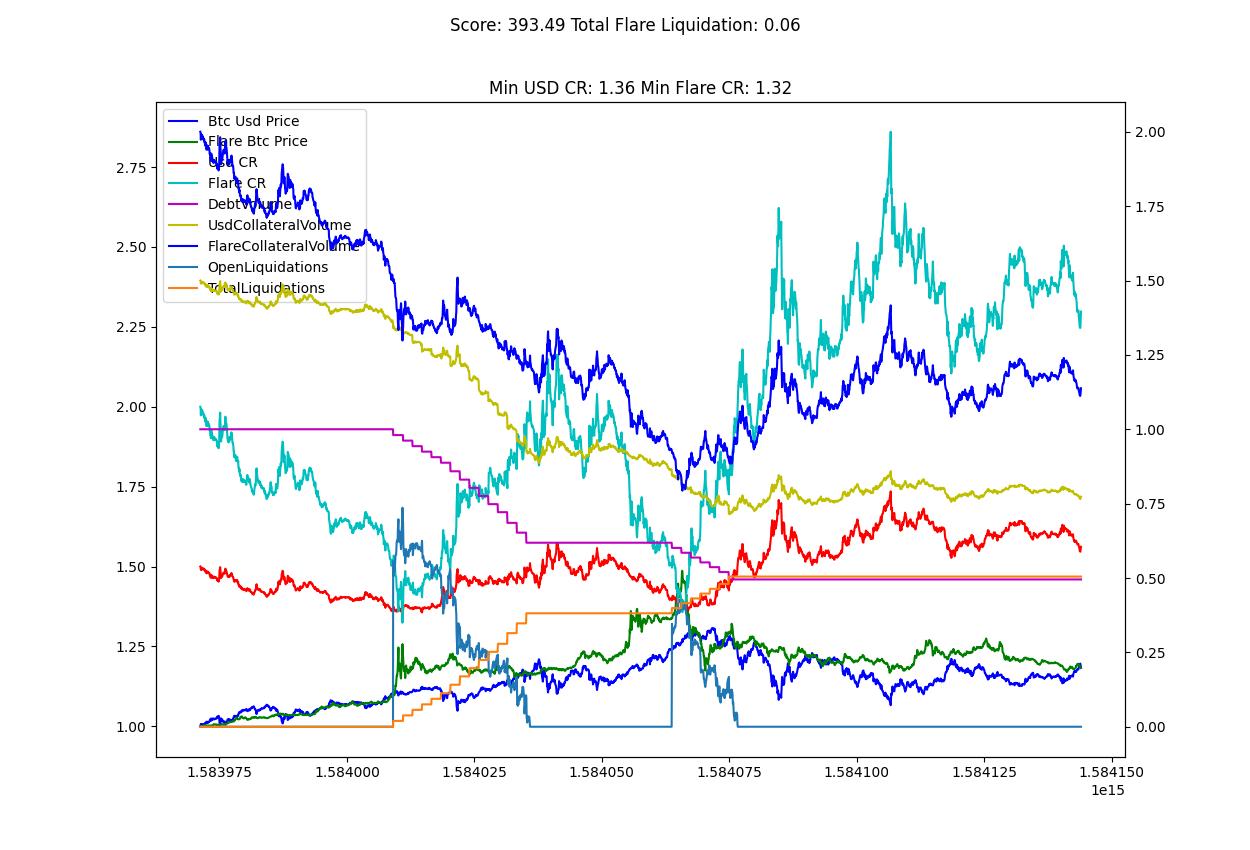 Score: 393.49 Total Flare Liquidation: 0.06
Min USD CR: 1.36 Min Flare CR: 1.32
Btc Usd Price
Flare Btc Price
Usd CR
Flare CR
DebtVolume
UsdCollateralVolume
FlareCollateralVolume
OpenLiquidations
TotalLiquidations
2.75
2.50
2.25
2.00
1.75
1.50
1.25
1.00
2.00
1.75
1.50
1.25
1.00
0.75
0.50
0.25
0.00
1.583975
1.584000
1.584025
1.584050
1.584075
1.584100
1.584125
1.584150
1e15